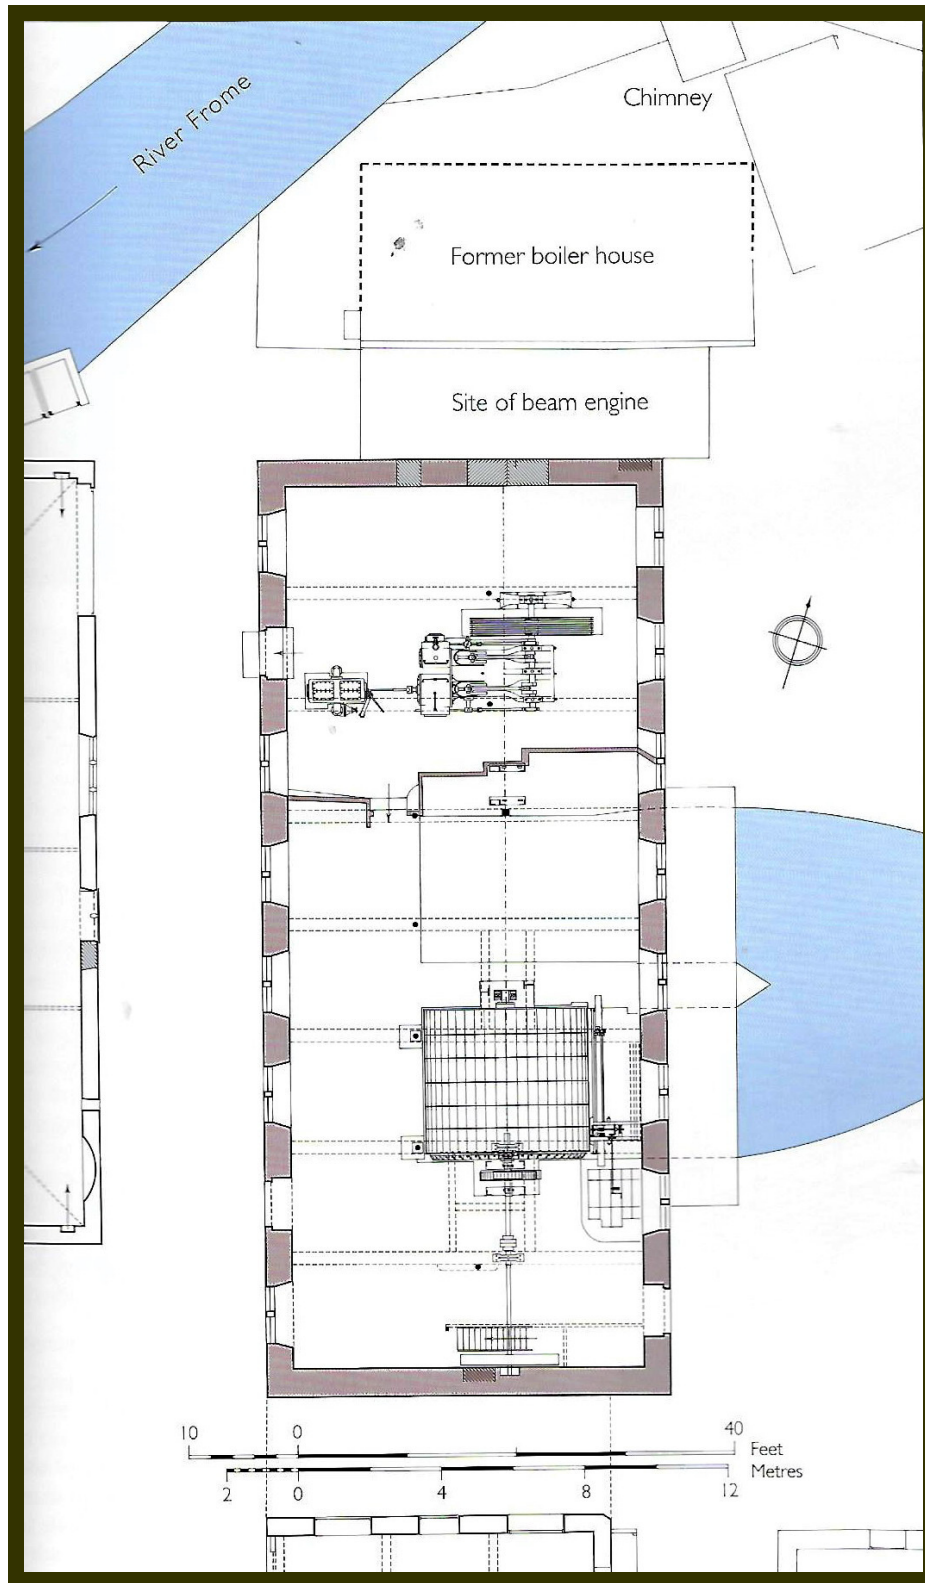 Chimney
River Frome
Former boiler house
Site of beam engine
10 0 40
Feet
Metres
2 0 4 8 12